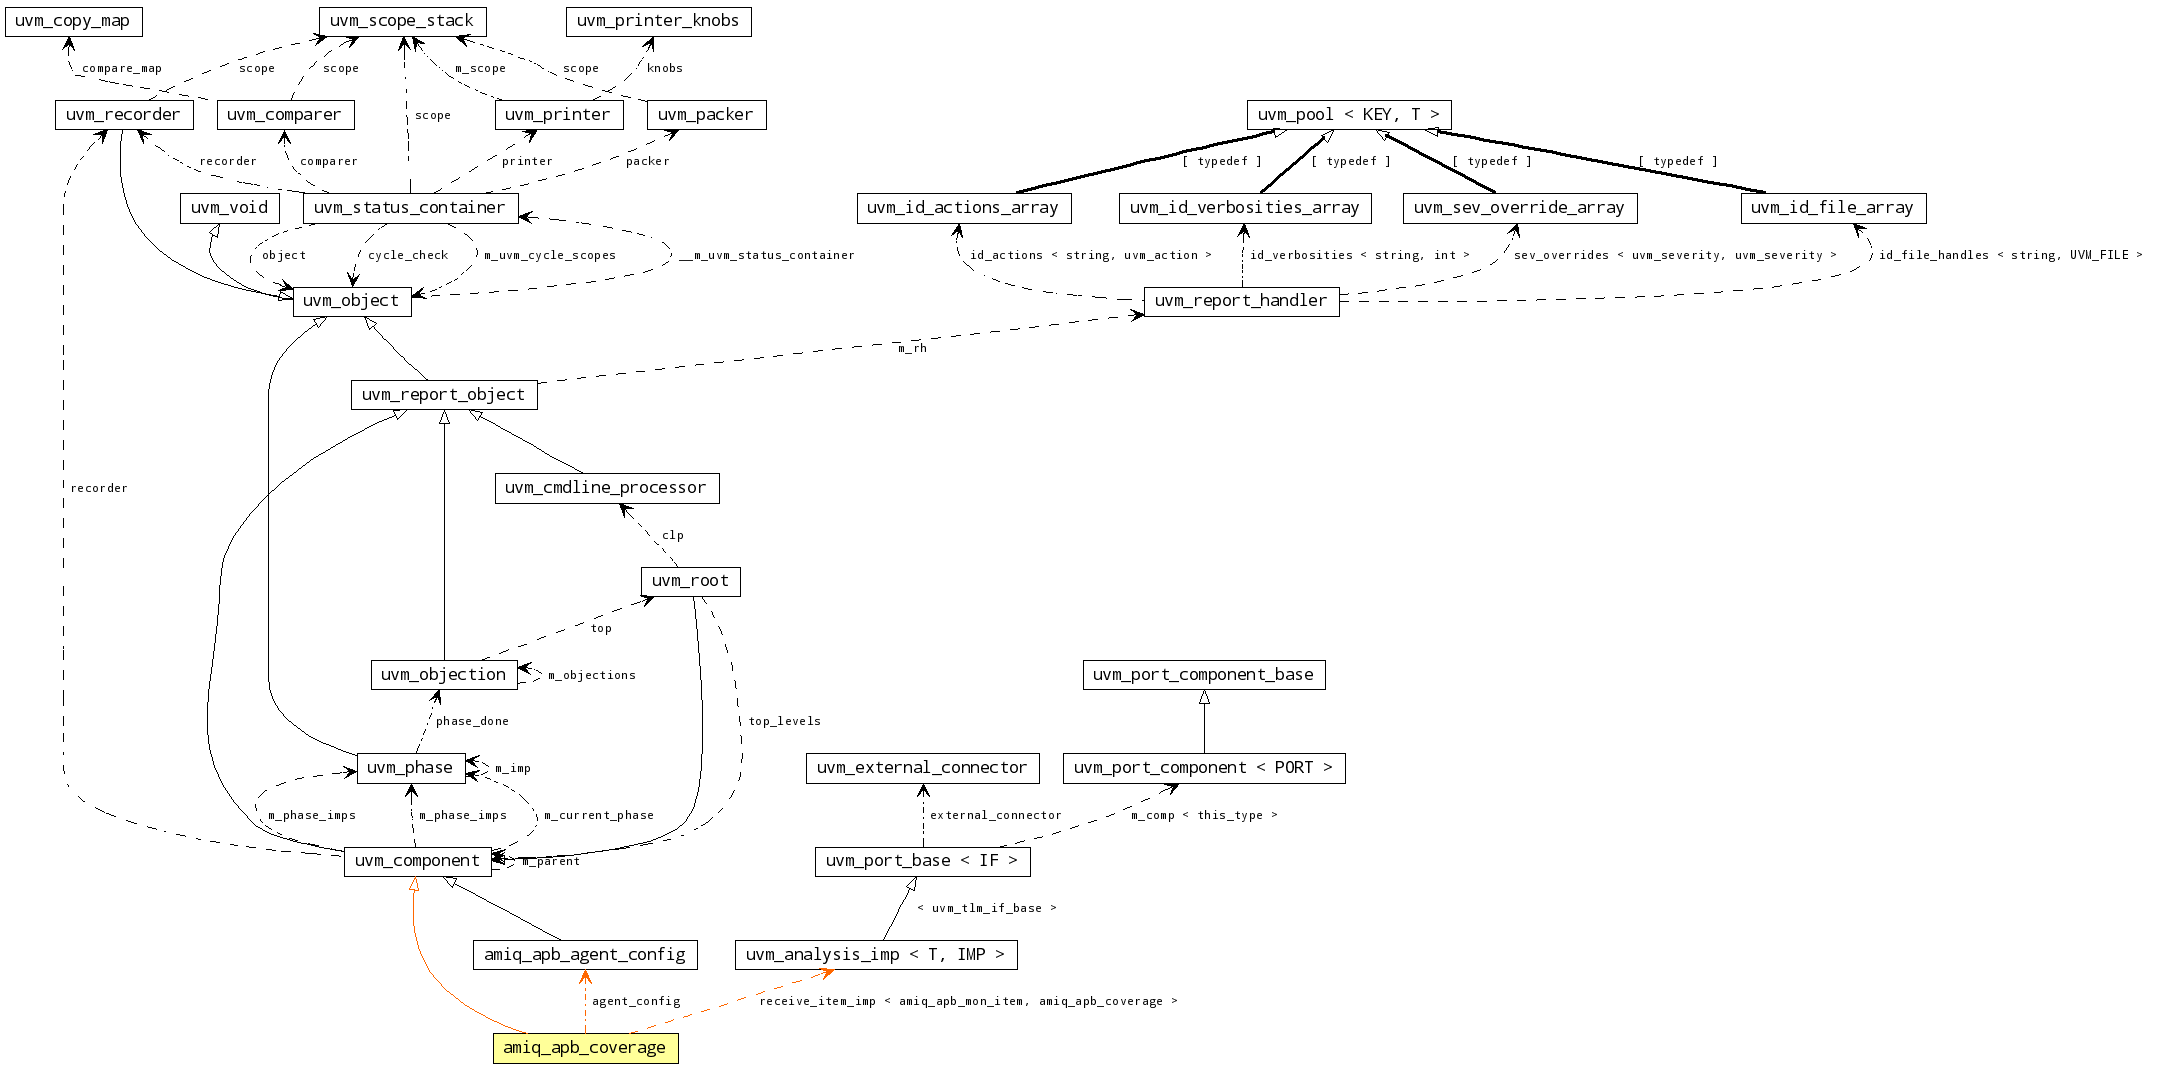 uvm_copy_map
uvm_scope_stack
uvm_printer_knobs
compare_map
scope
scope
m_scope
scope
knobs
uvm_recorder
uvm_comparer
scope
uvm_printer
uvm_packer
uvm_pool < KEY, T >
recorder
comparer
printer
packer
[ typedef ]
[ typedef ]
[ typedef ]
[ typedef ]
uvm_void
uvm_status_container
uvm_id_actions_array
uvm_id_verbosities_array
uvm_sev_override_array
uvm_id_file_array
object
cycle_check
m_uvm_cycle_scopes
__m_uvm_status_container
id_actions < string, uvm_action >
id_verbosities < string, int >
sev_overrides < uvm_severity, uvm_severity >
id_file_handles < string, UVM_FILE >
uvm_object
uvm_report_handler
m_rh
uvm_report_object
recorder
uvm_cmdline_processor
clp
uvm_root
top
uvm_objection
m_objections
uvm_port_component_base
phase_done
top_levels
uvm_phase
m_imp
uvm_external_connector
uvm_port_component < PORT >
m_phase_imps
m_phase_imps
m_current_phase
external_connector
m_comp < this_type >
uvm_component
m_parent
uvm_port_base < IF >
< uvm_tlm_if_base >
amiq_apb_agent_config
uvm_analysis_imp < T, IMP >
agent_config
receive_item_imp < amiq_apb_mon_item, amiq_apb_coverage >
amiq_apb_coverage